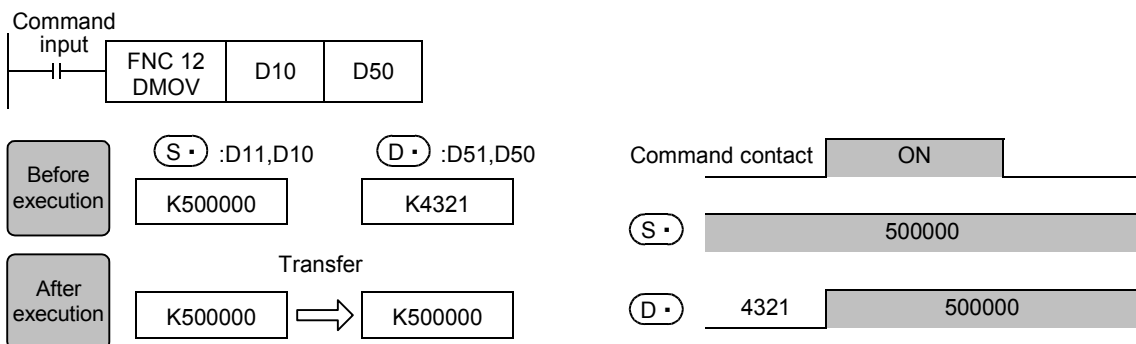 Command
input
FNC 12
DMOV
D10
D50
Before
execution
S· :D11,D10
D· :D51,D50
K500000
K4321
After
execution
Transfer
K500000
K500000
Command contact
ON
S·
500000
D·
4321
500000